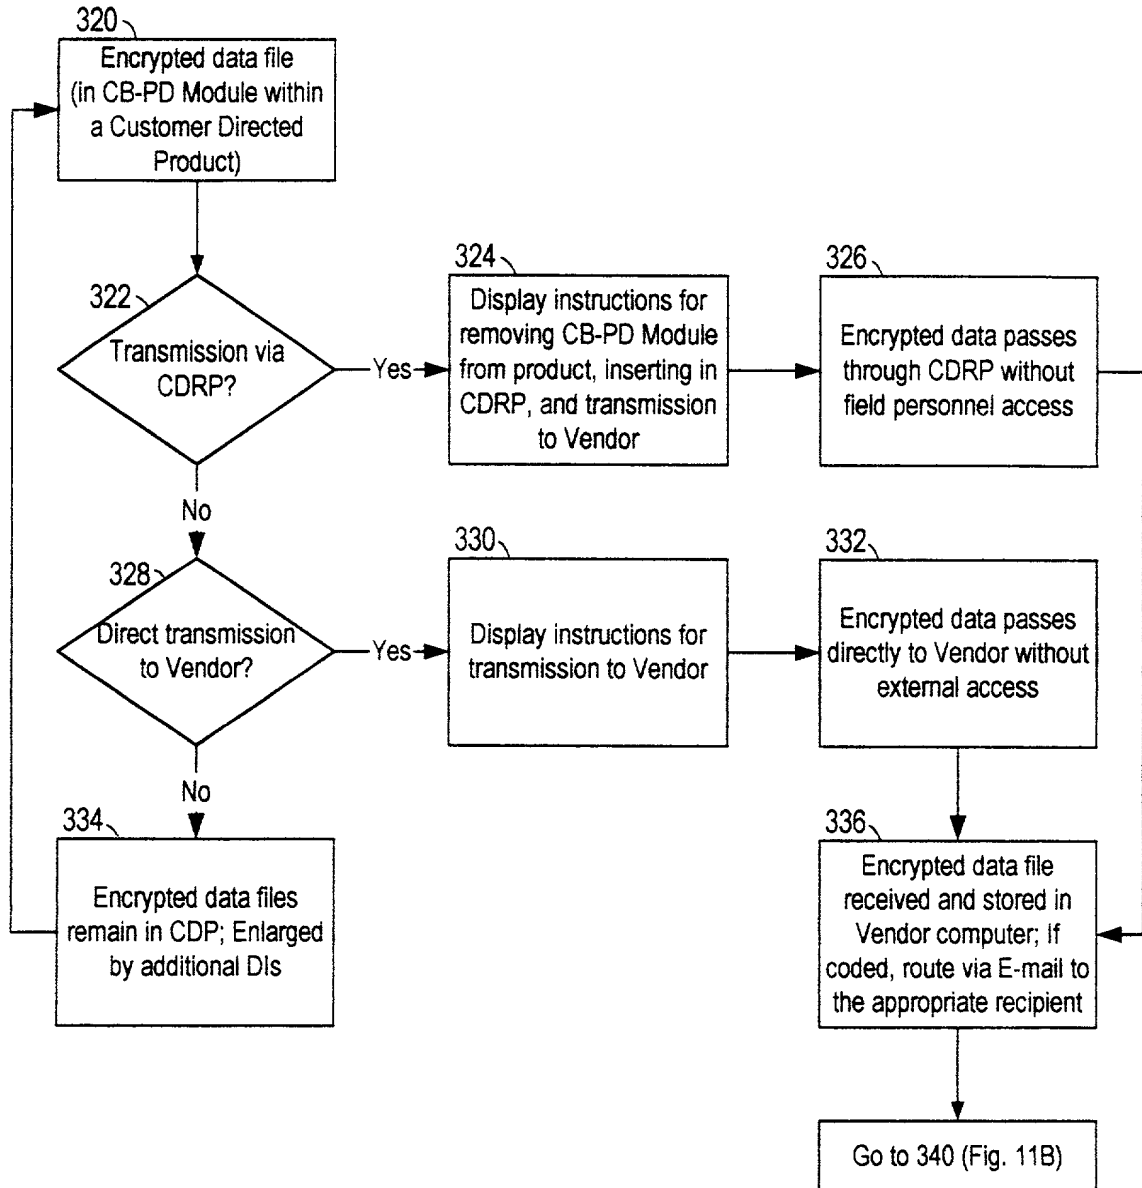 320
Encrypted data file
(in CB-PD Module within
a Customer Directed
Product)
322
Transmission via
CDRP?
Yes
324
Display instructions for
removing CB-PD Module
from product, inserting in
CDRP, and transmission
to Vendor
326
Encrypted data passes
through CDRP without
field personnel access
No
328
Direct transmission
to Vendor?
Yes
330
Display instructions for
transmission to Vendor
332
Encrypted data passes
directly to Vendor without
external access
No
334
Encrypted data files
remain in CDP; Enlarged
by additional DIs
336
Encrypted data file
received and stored in
Vendor computer; If
coded, route via E-mail to
the appropriate recipient
Go to 340 (Fig. 11B)